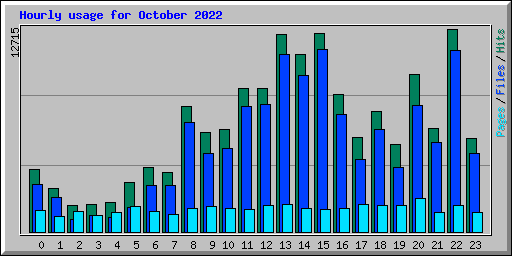 Hourly usage for October 2022
12715
Pages/Files/Hits
0 1 2 3 4 5 6 7 8 9 10 11 12 13 14 15 16 17 18 19 20 21 22 23